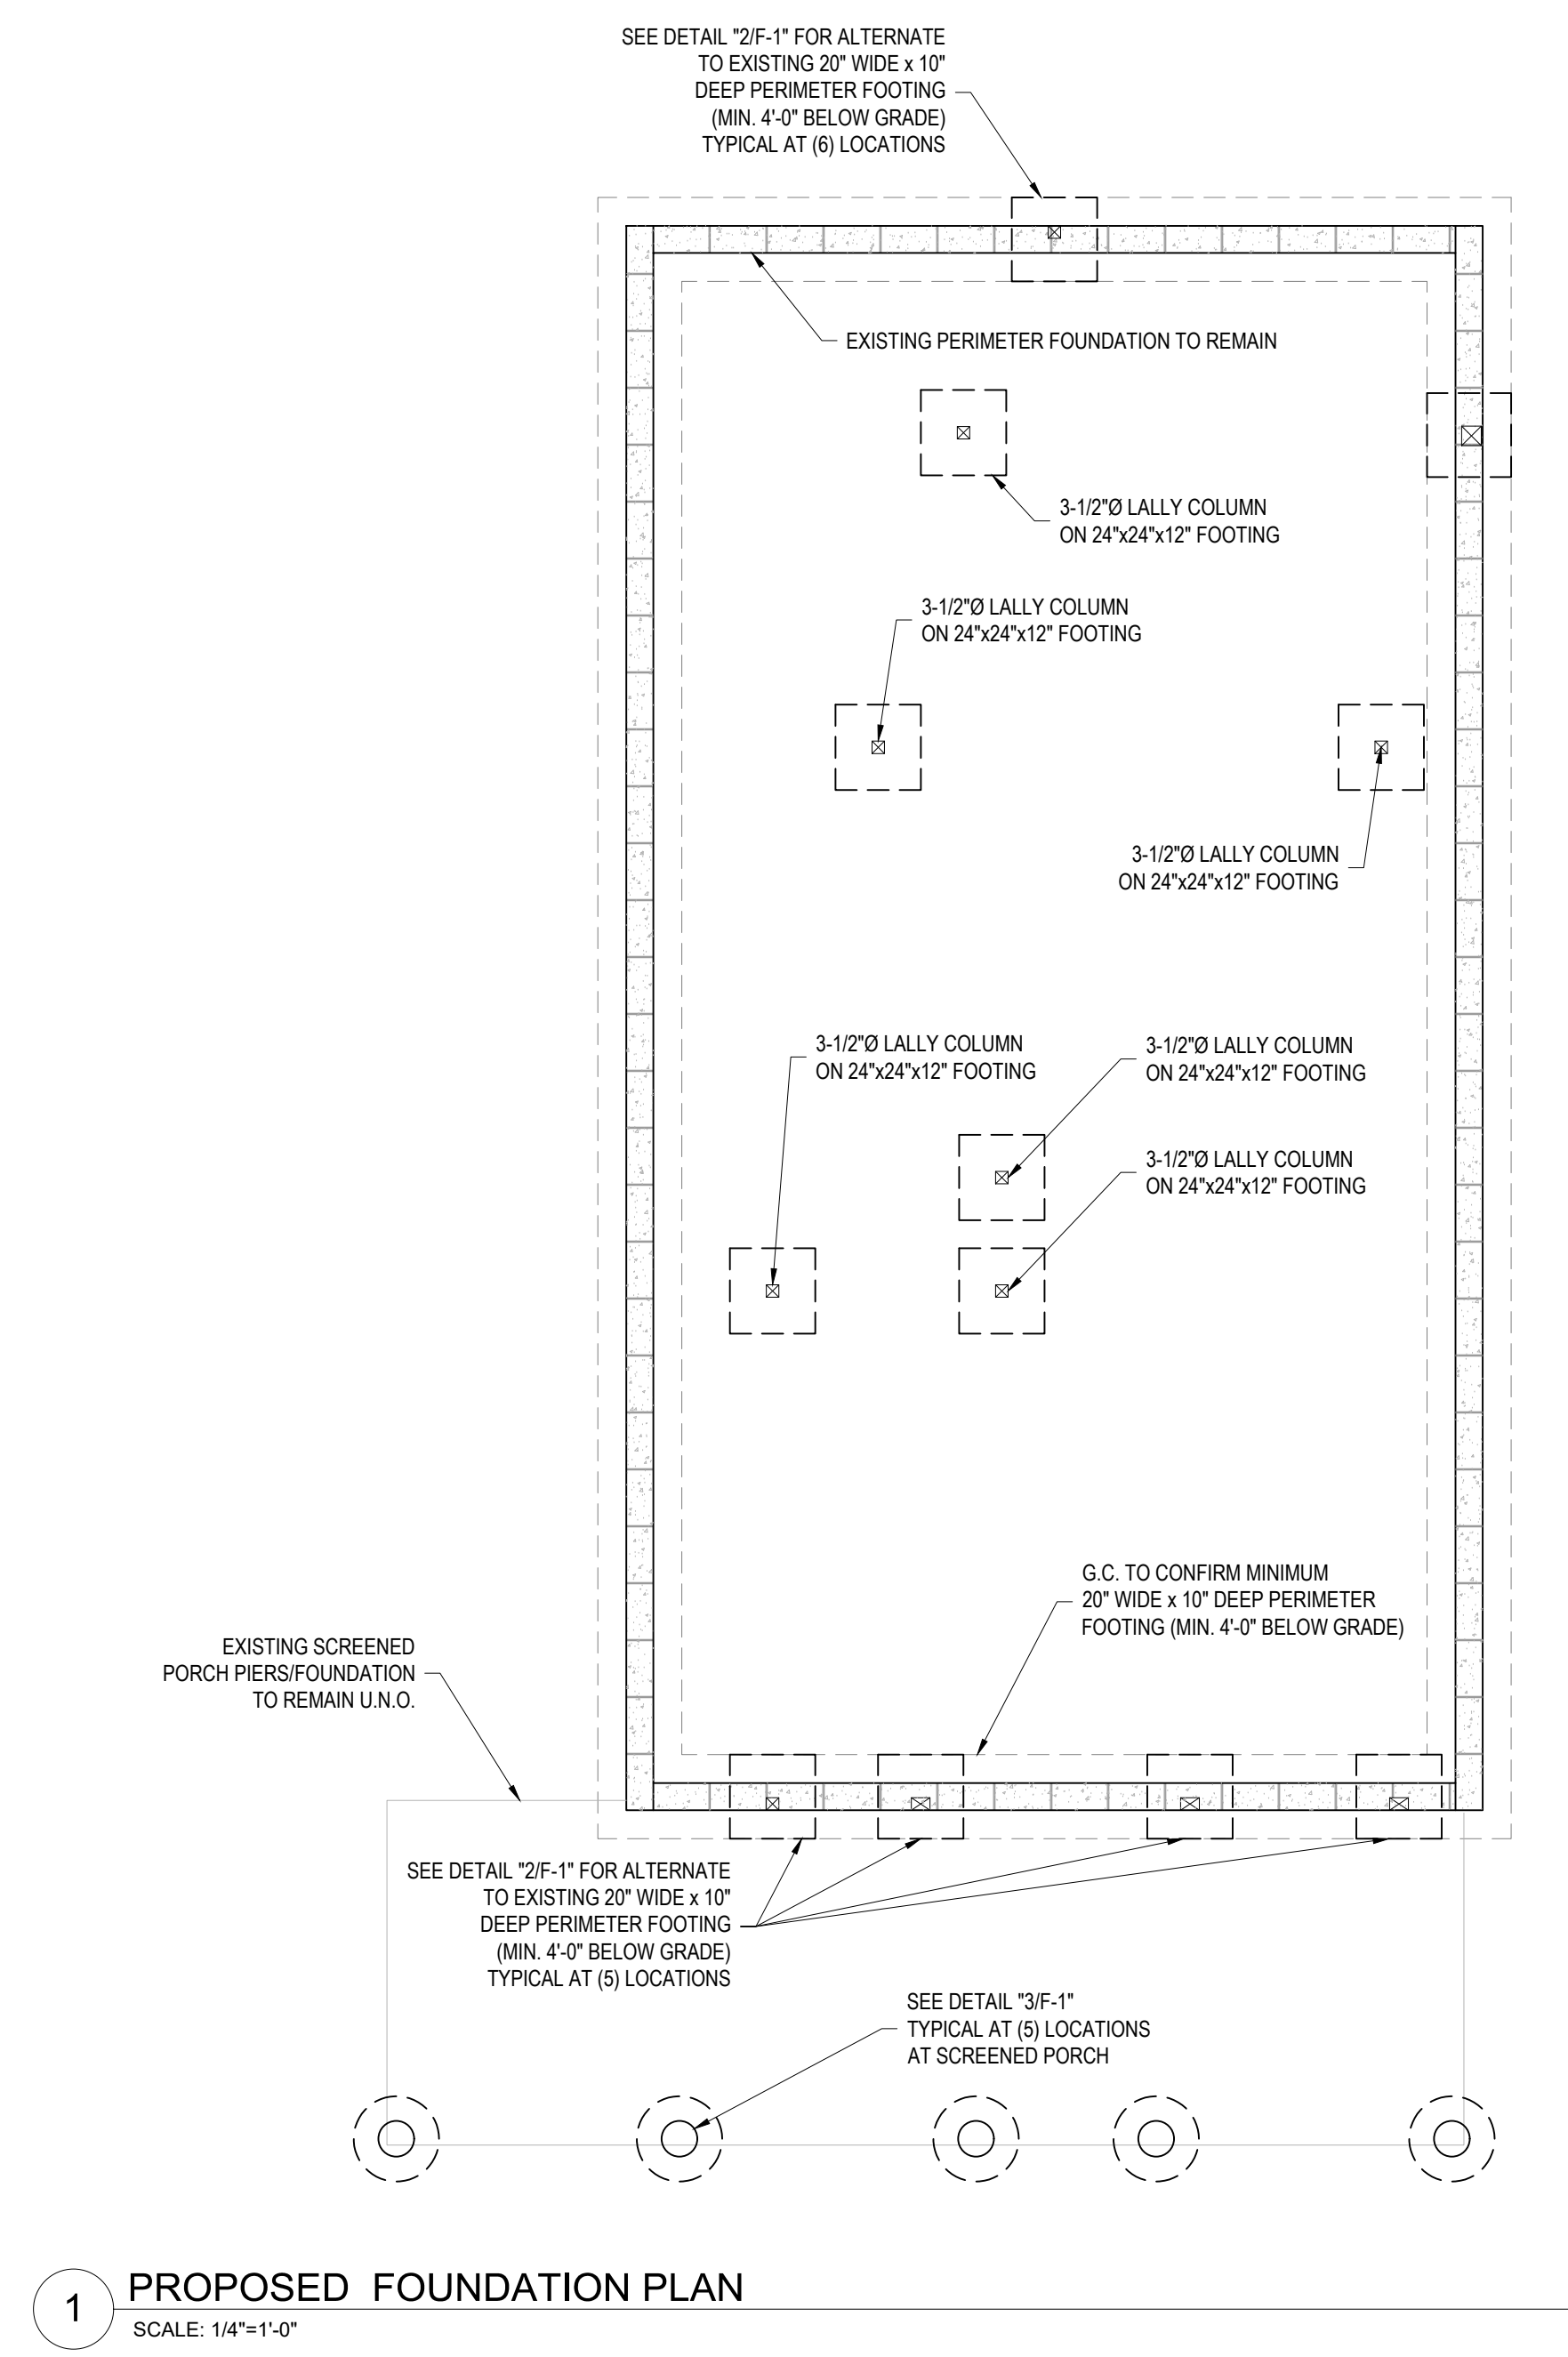 SEE DETAIL "2/F-1" FOR ALTERNATE
TO EXISTING 20" WIDE x 10"
DEEP PERIMETER FOOTING
(MIN. 4'-0" BELOW GRADE)
TYPICAL AT (6) LOCATIONS
EXISTING PERIMETER FOUNDATION TO REMAIN
3-1/2"Ø LALLY COLUMN
ON 24"x24"x12" FOOTING
3-1/2"Ø LALLY COLUMN
ON 24"x24"x12" FOOTING
3-1/2"Ø LALLY COLUMN
ON 24"x24"x12" FOOTING
3-1/2"Ø LALLY COLUMN
ON 24"x24"x12" FOOTING
3-1/2"Ø LALLY COLUMN
ON 24"x24"x12" FOOTING
3-1/2"Ø LALLY COLUMN
ON 24"x24"x12" FOOTING
G.C. TO CONFIRM MINIMUM
20" WIDE x 10" DEEP PERIMETER
FOOTING (MIN. 4'-0" BELOW GRADE)
EXISTING SCREENED
PORCH PIERS/FOUNDATION
TO REMAIN U.N.O.
SEE DETAIL "2/F-1" FOR ALTERNATE
TO EXISTING 20" WIDE x 10"
DEEP PERIMETER FOOTING
(MIN. 4'-0" BELOW GRADE)
TYPICAL AT (5) LOCATIONS
SEE DETAIL "3/F-1"
TYPICAL AT (5) LOCATIONS
AT SCREENED PORCH
1
PROPOSED FOUNDATION PLAN
SCALE: 1/4"=1'-0"